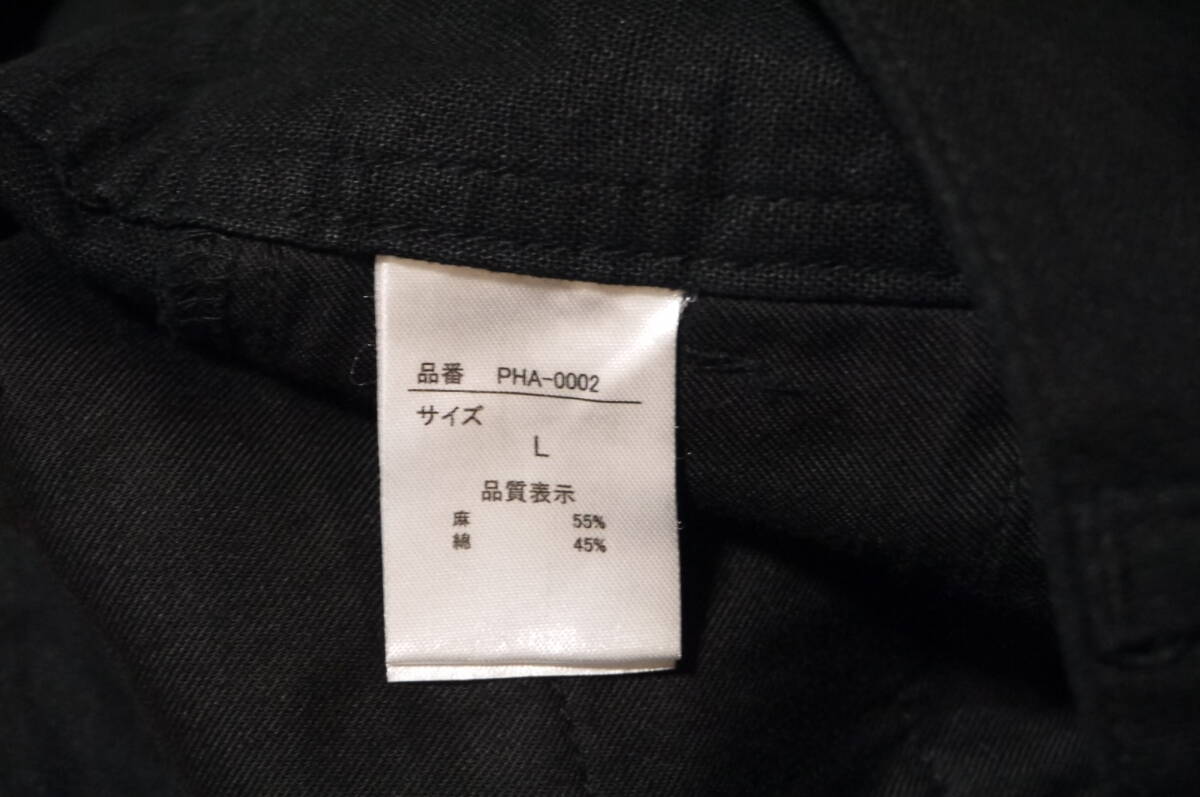 品番 PHA-0002
サイズ
L
品質表示
麻 55%
綿 45%